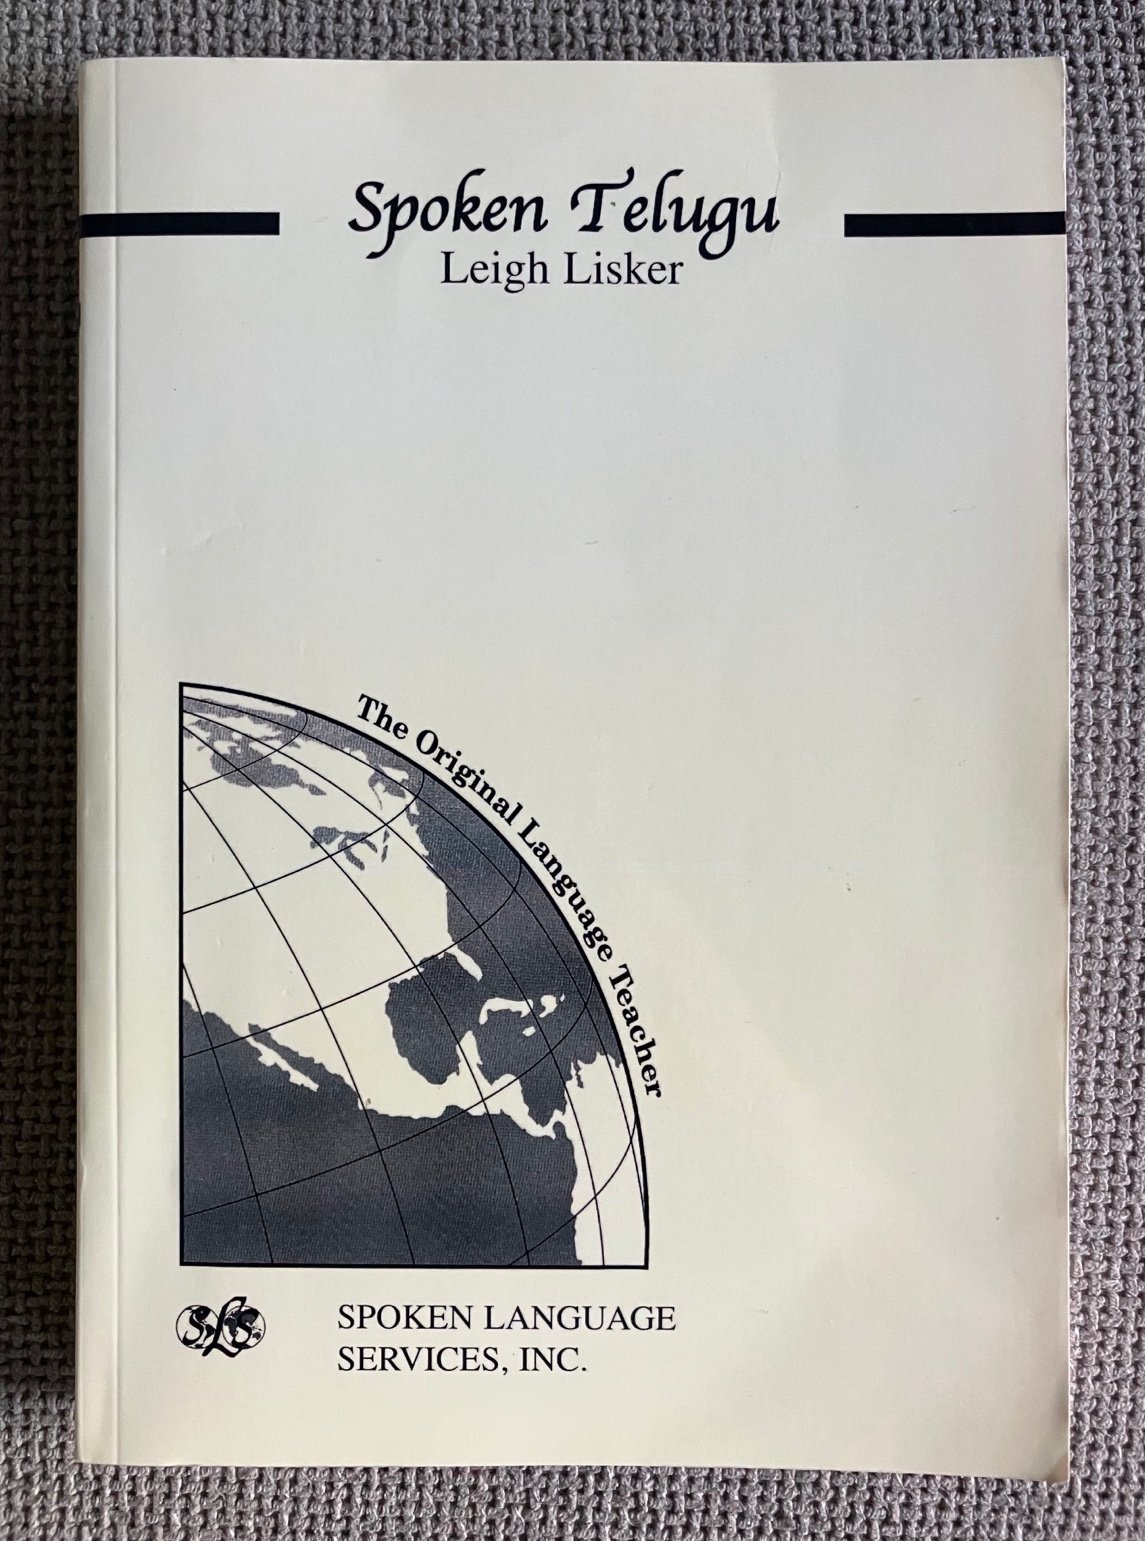 Spoken Telugu
Leigh Lisker
The Original Language Teacher
SLS
SPOKEN LANGUAGE
SERVICES, INC.